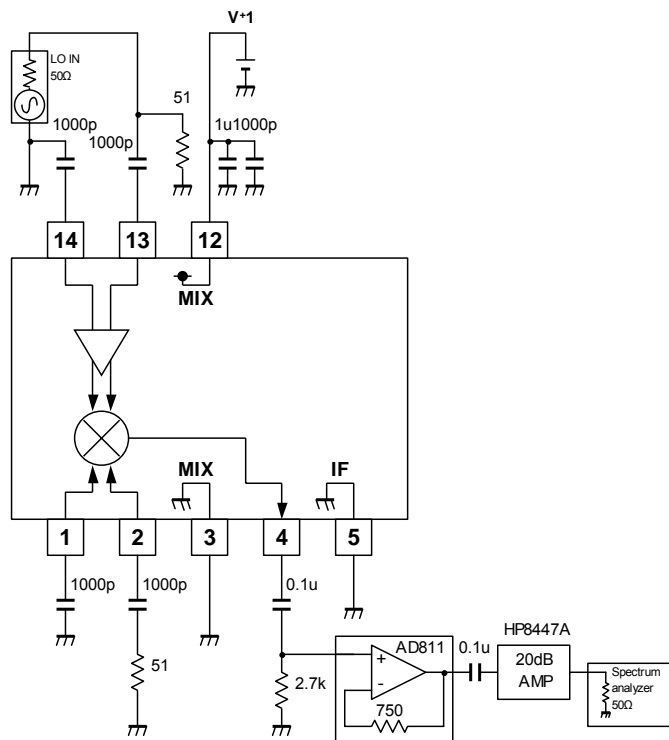 V+1
LO IN
50Ω
51
1000p
1000p
1u 1000p
14
13
12
MIX
MIX
IF
1
2
3
4
5
1000p
1000p
0.1u
51
2.7k
AD811
+
-
750
0.1u
HP8447A
20dB
AMP
Spectrum
analyzer
50Ω